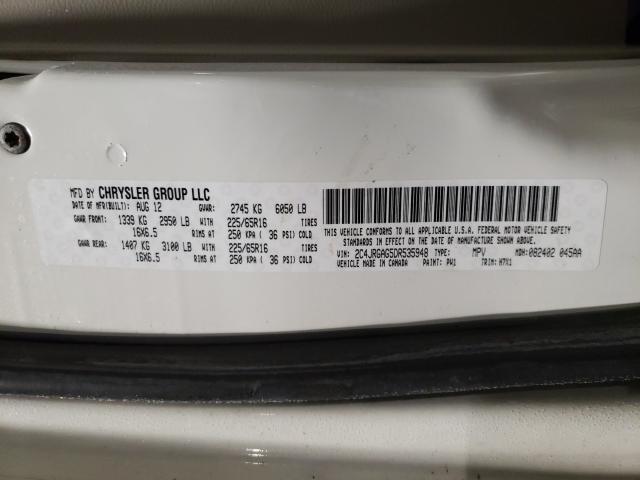 MFD BY CHRYSLER GROUP LLC
DATE OF MFR(BUILT): AUG 12 GVWR: 2745 KG 6050 LB
GAWR FRONT: 1339 KG 2950 LB WITH 225/65R16 TIRES
16X6.5 RIMS AT 250 KPA ( 36 PSI) COLD
GAWR REAR: 1407 KG 3100 LB WITH 225/65R16 TIRES
16X6.5 RIMS AT 250 KPA ( 36 PSI) COLD
THIS VEHICLE CONFORMS TO ALL APPLICABLE U.S.A. FEDERAL MOTOR VEHICLE SAFETY
STANDARDS IN EFFECT ON THE DATE OF MANUFACTURE SHOWN ABOVE.
VIN: 2C4JRGAG5DR535948 TYPE: MPV MDH: 082402 045AA
VEHICLE MADE IN CANADA PAINT: PW1 TRIM: H7X1